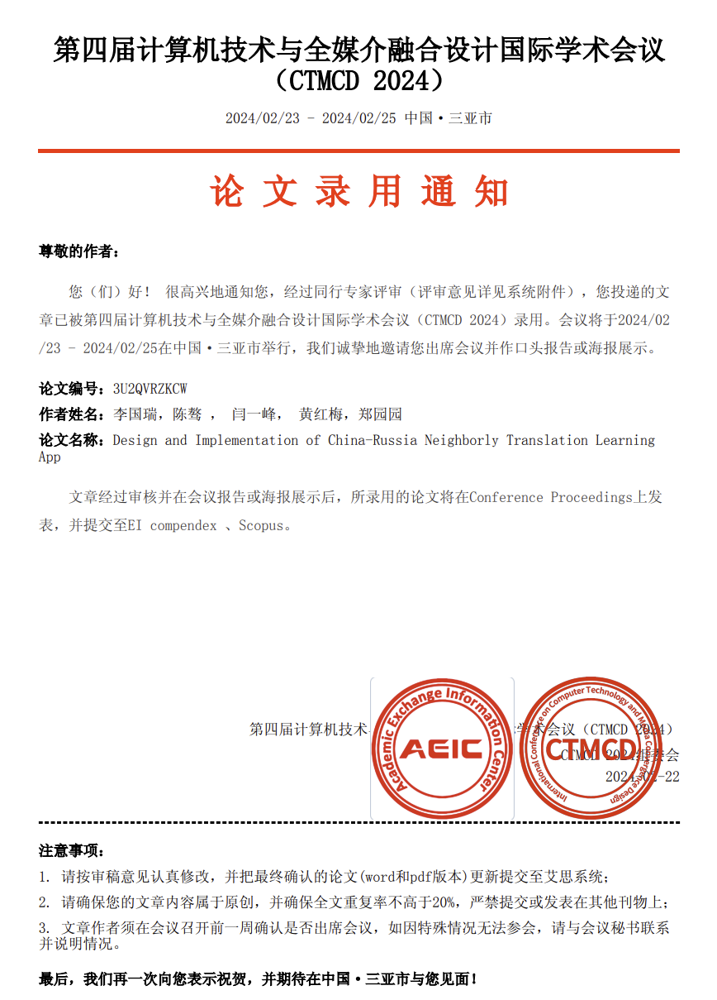 第四届计算机技术与全媒介融合设计国际学术会议
（CTMCD 2024）
2024/02/23 - 2024/02/25 中国·三亚市
论文录用通知
尊敬的作者：
您（们）好！ 很高兴地通知您，经过同行专家评审（评审意见详见系统附件），您投递的文
章已被第四届计算机技术与全媒介融合设计国际学术会议（CTMCD 2024）录用。会议将于2024/02
/23 - 2024/02/25在中国·三亚市举行，我们诚挚地邀请您出席会议并作口头报告或海报展示。
论文编号：3U2QVRZKCW
作者姓名：李国瑞，陈骜 ， 闫一峰， 黄红梅，郑园园
论文名称：Design and Implementation of China-Russia Neighborly Translation Learning
App
文章经过审核并在会议报告或海报展示后，所录用的论文将在Conference Proceedings上发
表，并提交至EI compendex 、Scopus。
第四届计算机技术
学术会议（CTMCD 2024）
CTMCD 2024组委会
2024-02-22
Academic Exchange Information Center
AEIC
International Conference on Computer Technology and Media Convergence Design
CTMCD
注意事项：
1. 请按审稿意见认真修改，并把最终确认的论文(word和pdf版本)更新提交至艾思系统；
2. 请确保您的文章内容属于原创，并确保全文重复率不高于20%，严禁提交或发表在其他刊物上；
3. 文章作者须在会议召开前一周确认是否出席会议，如因特殊情况无法参会，请与会议秘书联系
并说明情况。
最后，我们再一次向您表示祝贺，并期待在中国·三亚市与您见面！